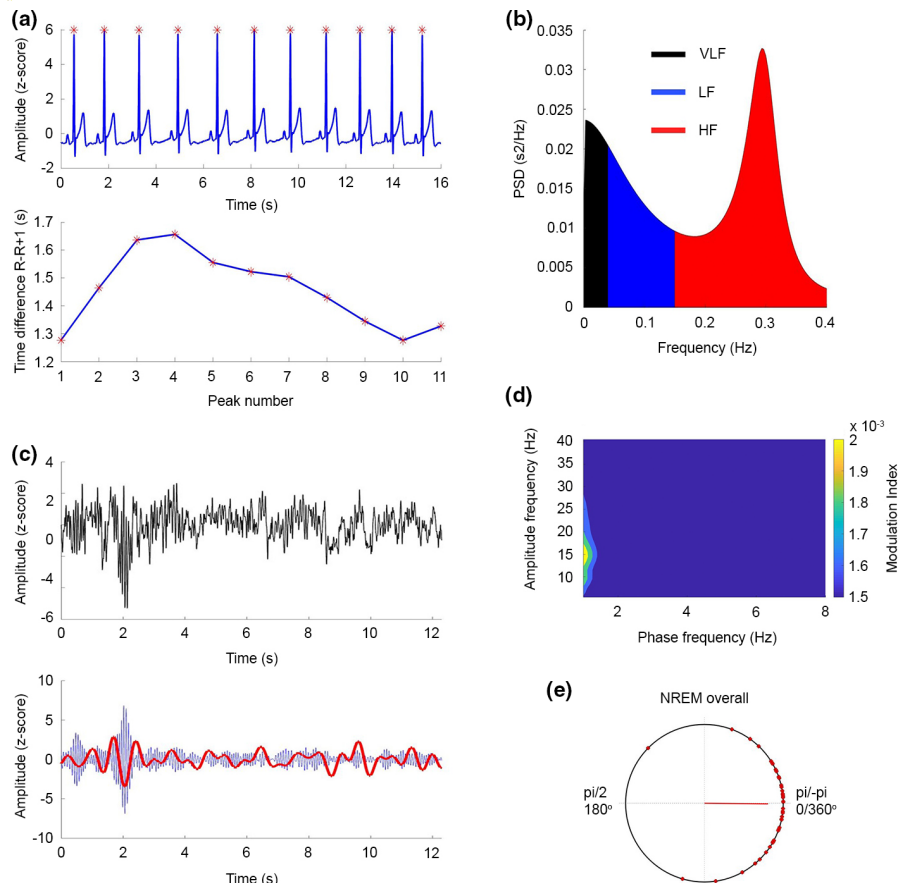 (a)
Amplitude (z-score)
6
4
2
0
-2
0 2 4 6 8 10 12 14 16
Time (s)
Time difference R-R+1 (s)
1.7
1.6
1.5
1.4
1.3
1.2
1 2 3 4 5 6 7 8 9 10 11
Peak number
(b)
PSD (s2/Hz)
0.035
0.03
0.025
0.02
0.015
0.01
0.005
0
VLF
LF
HF
0 0.1 0.2 0.3 0.4
Frequency (Hz)
(c)
Amplitude (z-score)
4
2
0
-4
-6
0 2 4 6 8 10 12
Time (s)
Amplitude (z-score)
10
5
0
-5
-10
0 2 4 6 8 10 12
Time (s)
(d)
Amplitude frequency (Hz)
40
35
30
25
20
15
10
2 4 6 8
Phase frequency (Hz)
x 10-3
2
1.9
1.8
1.7
1.6
1.5
Modulation Index
(e)
NREM overall
pi/2
180º
pi/-pi
0/360º